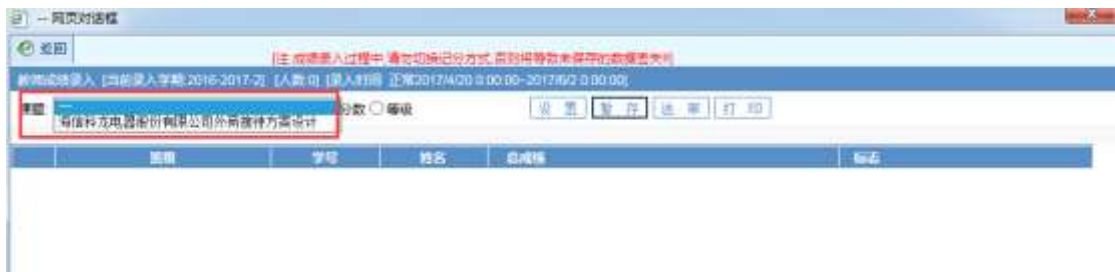 -- 网页对话框
返回
[注:成绩录入过程中,请勿切换记分方式,否则将导致未保存的数据丢失!]
教师成绩录入 [当前录入学期:2016-2017-2] [人数:0] [录入时间: 正常2017/4/20 0:00:00~2017/6/2 0:00:00]
课题 分数 等级 设 置 暂 存 送 审 打 印
海信科龙电器股份有限公司外商接待方案设计
学号 姓名 总成绩 标志